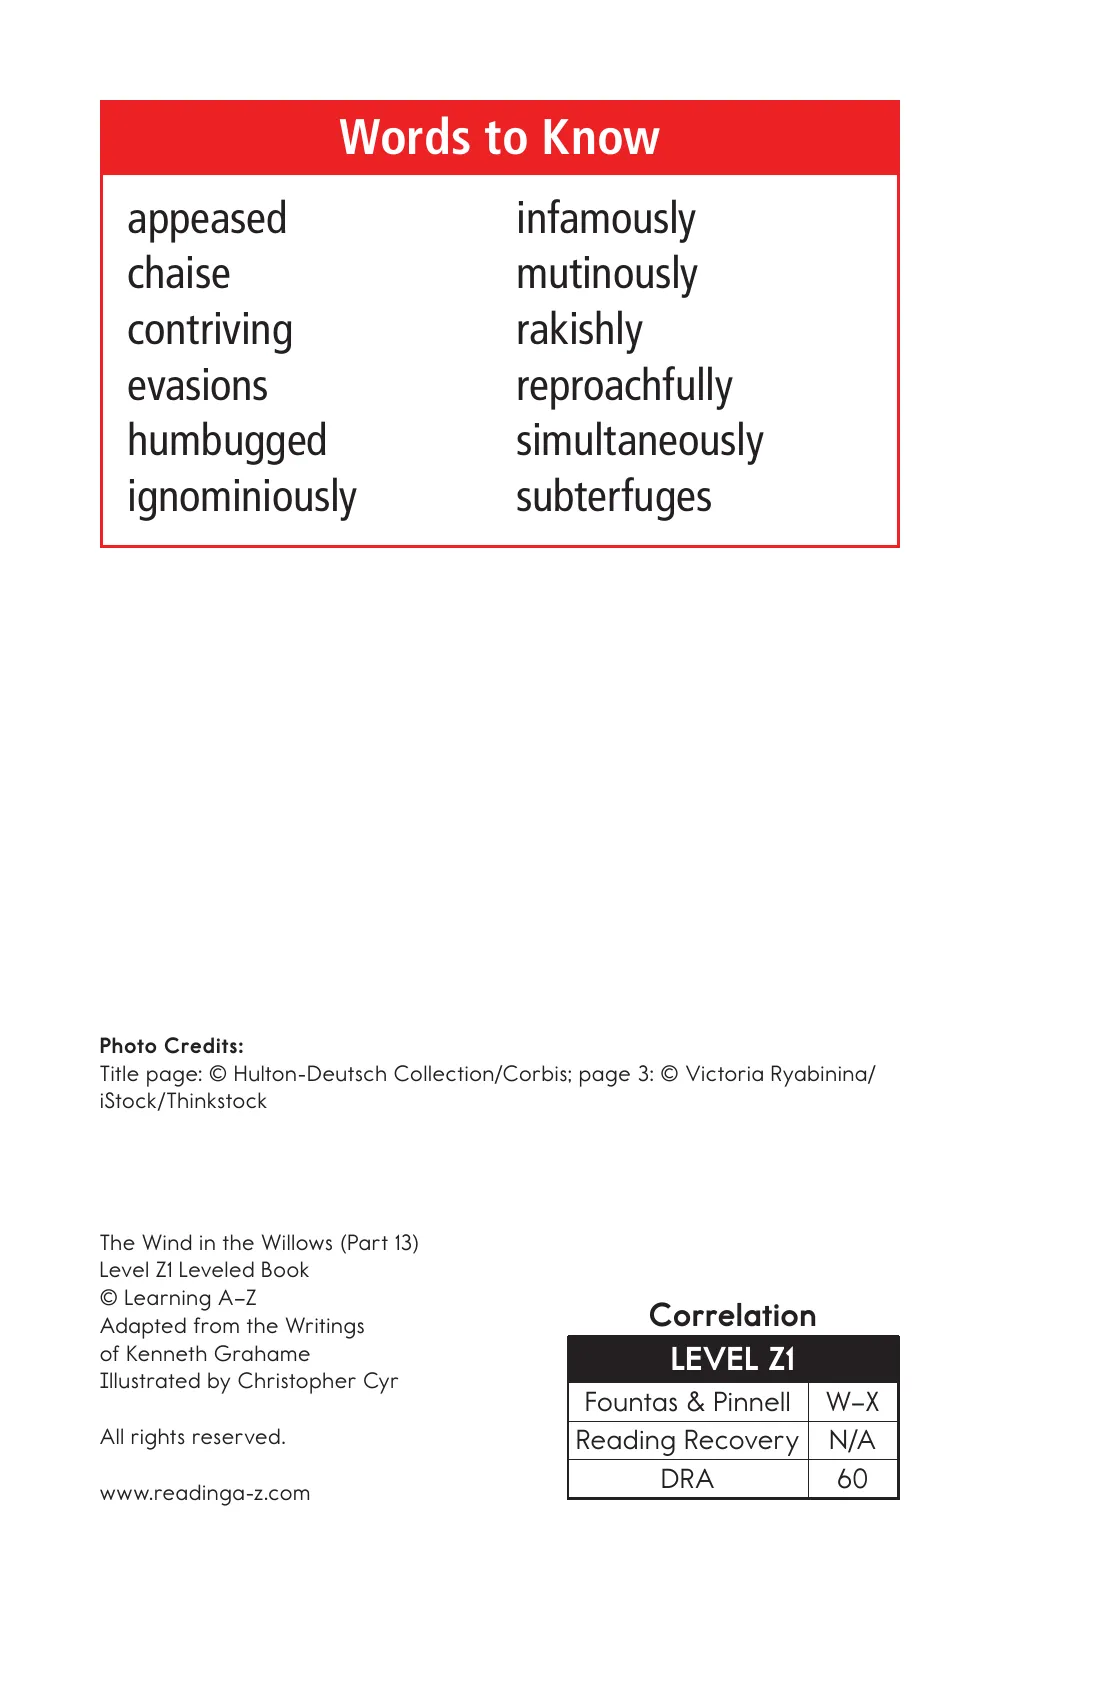 Words to Know
appeased
chaise
contriving
evasions
humbugged
ignominiously
infamously
mutinously
rakishly
reproachfully
simultaneously
subterfuges
Photo Credits:
Title page: © Hulton-Deutsch Collection/Corbis; page 3: © Victoria Ryabinina/
iStock/Thinkstock
The Wind in the Willows (Part 13)
Level Z1 Leveled Book
© Learning A–Z
Adapted from the Writings
of Kenneth Grahame
Illustrated by Christopher Cyr
All rights reserved.
www.readinga-z.com
Correlation
LEVEL Z1
Fountas & Pinnell W–X
Reading Recovery N/A
DRA 60